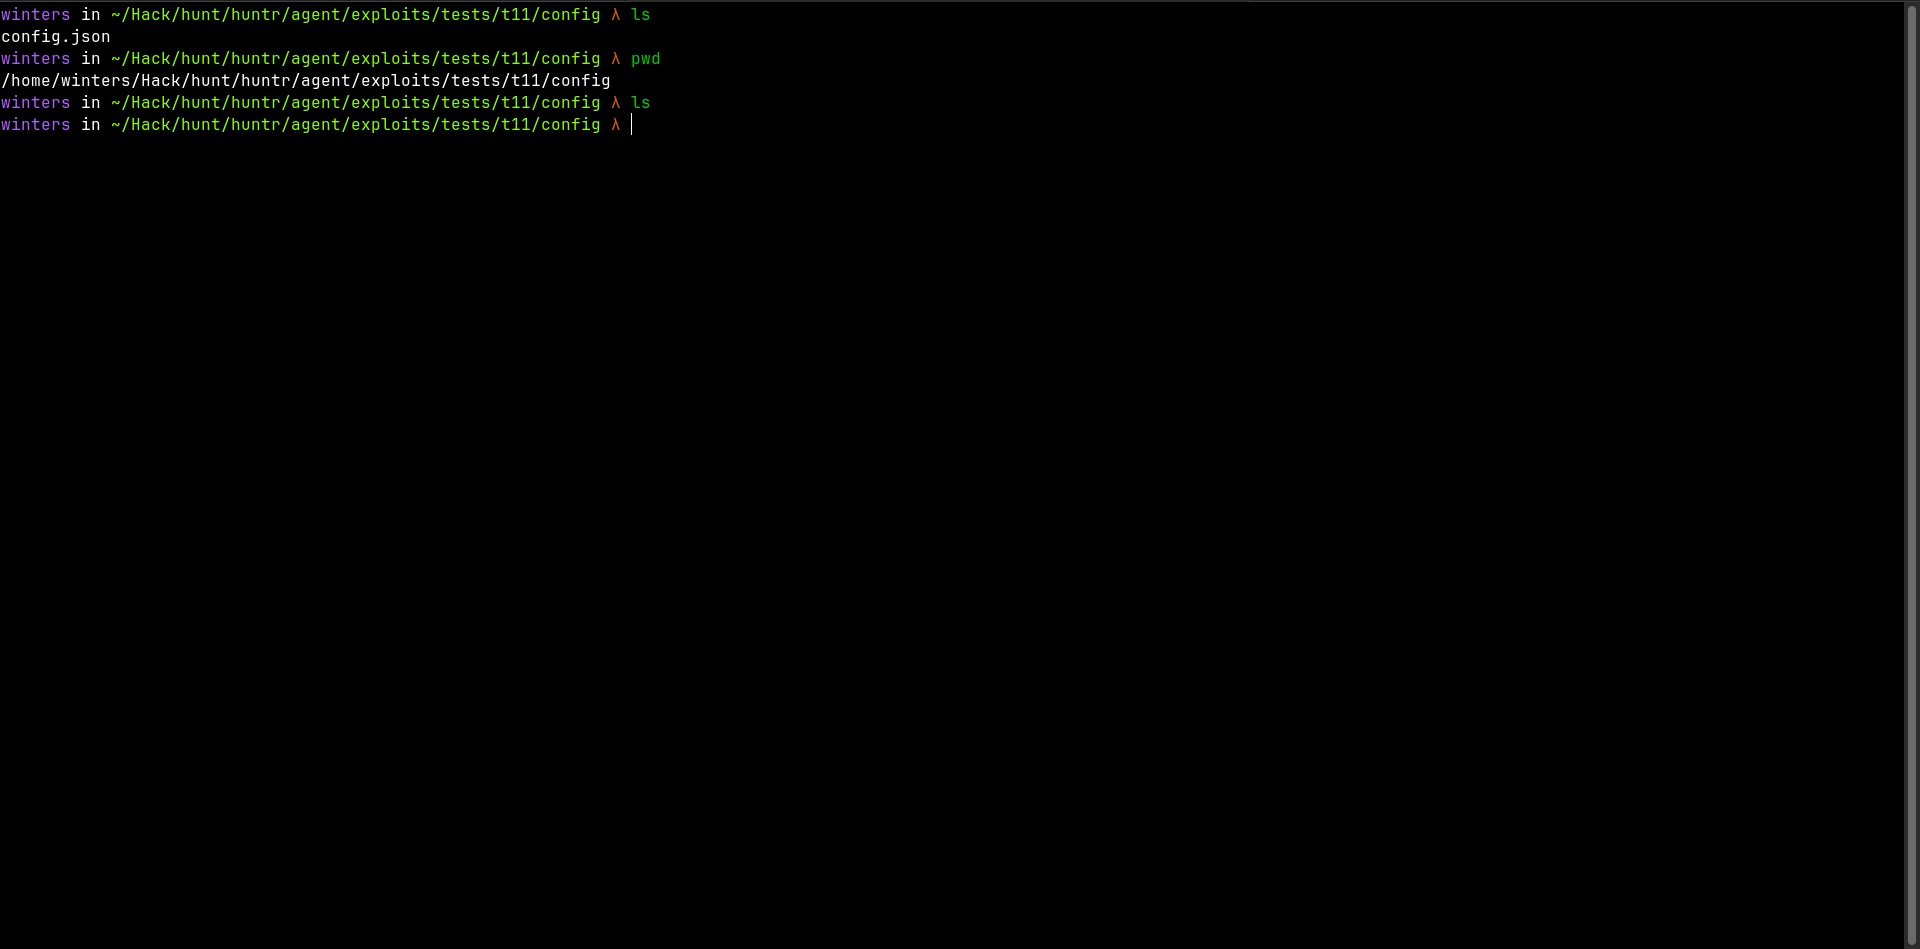 winters in ~/Hack/hunt/huntr/agent/exploits/tests/t11/config λ ls
config.json
winters in ~/Hack/hunt/huntr/agent/exploits/tests/t11/config λ pwd
/home/winters/Hack/hunt/huntr/agent/exploits/tests/t11/config
winters in ~/Hack/hunt/huntr/agent/exploits/tests/t11/config λ ls
winters in ~/Hack/hunt/huntr/agent/exploits/tests/t11/config λ